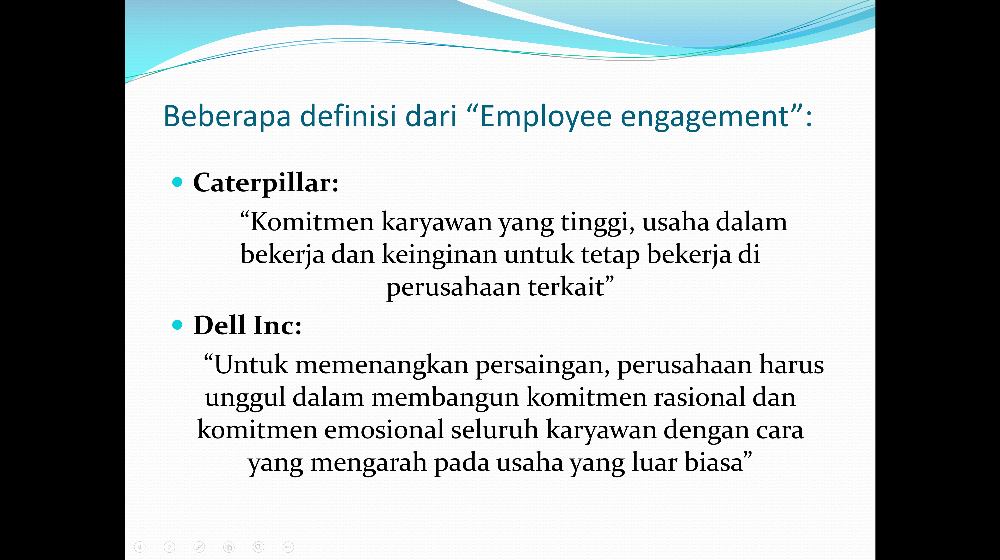 Beberapa definisi dari “Employee engagement”:
Caterpillar:
“Komitmen karyawan yang tinggi, usaha dalam
bekerja dan keinginan untuk tetap bekerja di
perusahaan terkait”
Dell Inc:
“Untuk memenangkan persaingan, perusahaan harus
unggul dalam membangun komitmen rasional dan
komitmen emosional seluruh karyawan dengan cara
yang mengarah pada usaha yang luar biasa”